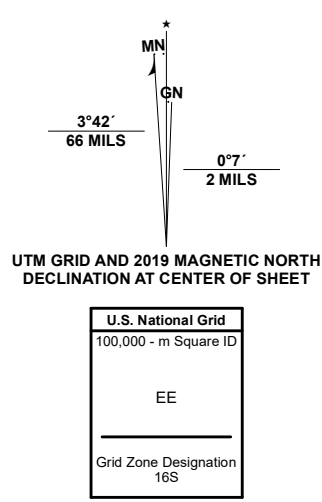 MN
GN
3°42´
66 MILS
0°7´
2 MILS
UTM GRID AND 2019 MAGNETIC NORTH
DECLINATION AT CENTER OF SHEET
U.S. National Grid
100,000 - m Square ID
EE
Grid Zone Designation
16S